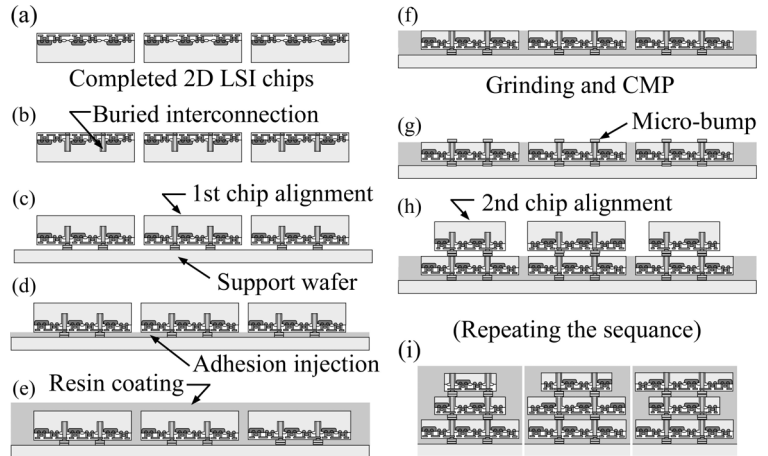 (a)
Completed 2D LSI chips
(b)
Buried interconnection
(c)
1st chip alignment
Support wafer
(d)
Adhesion injection
(e)
Resin coating
(f)
Grinding and CMP
(g)
Micro-bump
(h)
2nd chip alignment
(Repeating the sequance)
(i)